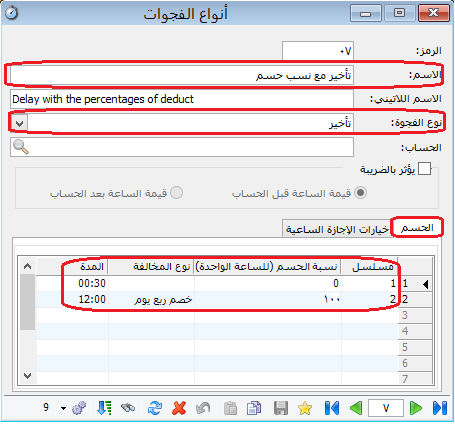 أنواع الفجوات
الرمز: ٠٧
الاسم: تأخير مع نسب حسم
الاسم اللاتيني: Delay with the percentages of deduct
نوع الفجوة: تأخير
الحساب:
يؤثر بالضريبة
قيمة الساعة قبل الحساب قيمة الساعة بعد الحساب
الحسم خيارات الإجازة الساعية
مسلسل نسبة الحسم (للساعة الواحدة) نوع المخالفة المدة
1 1 0 00:30
2 2 ١٠٠ خصم ربع يوم 12:00
3
4
5
6
7
٧ 9